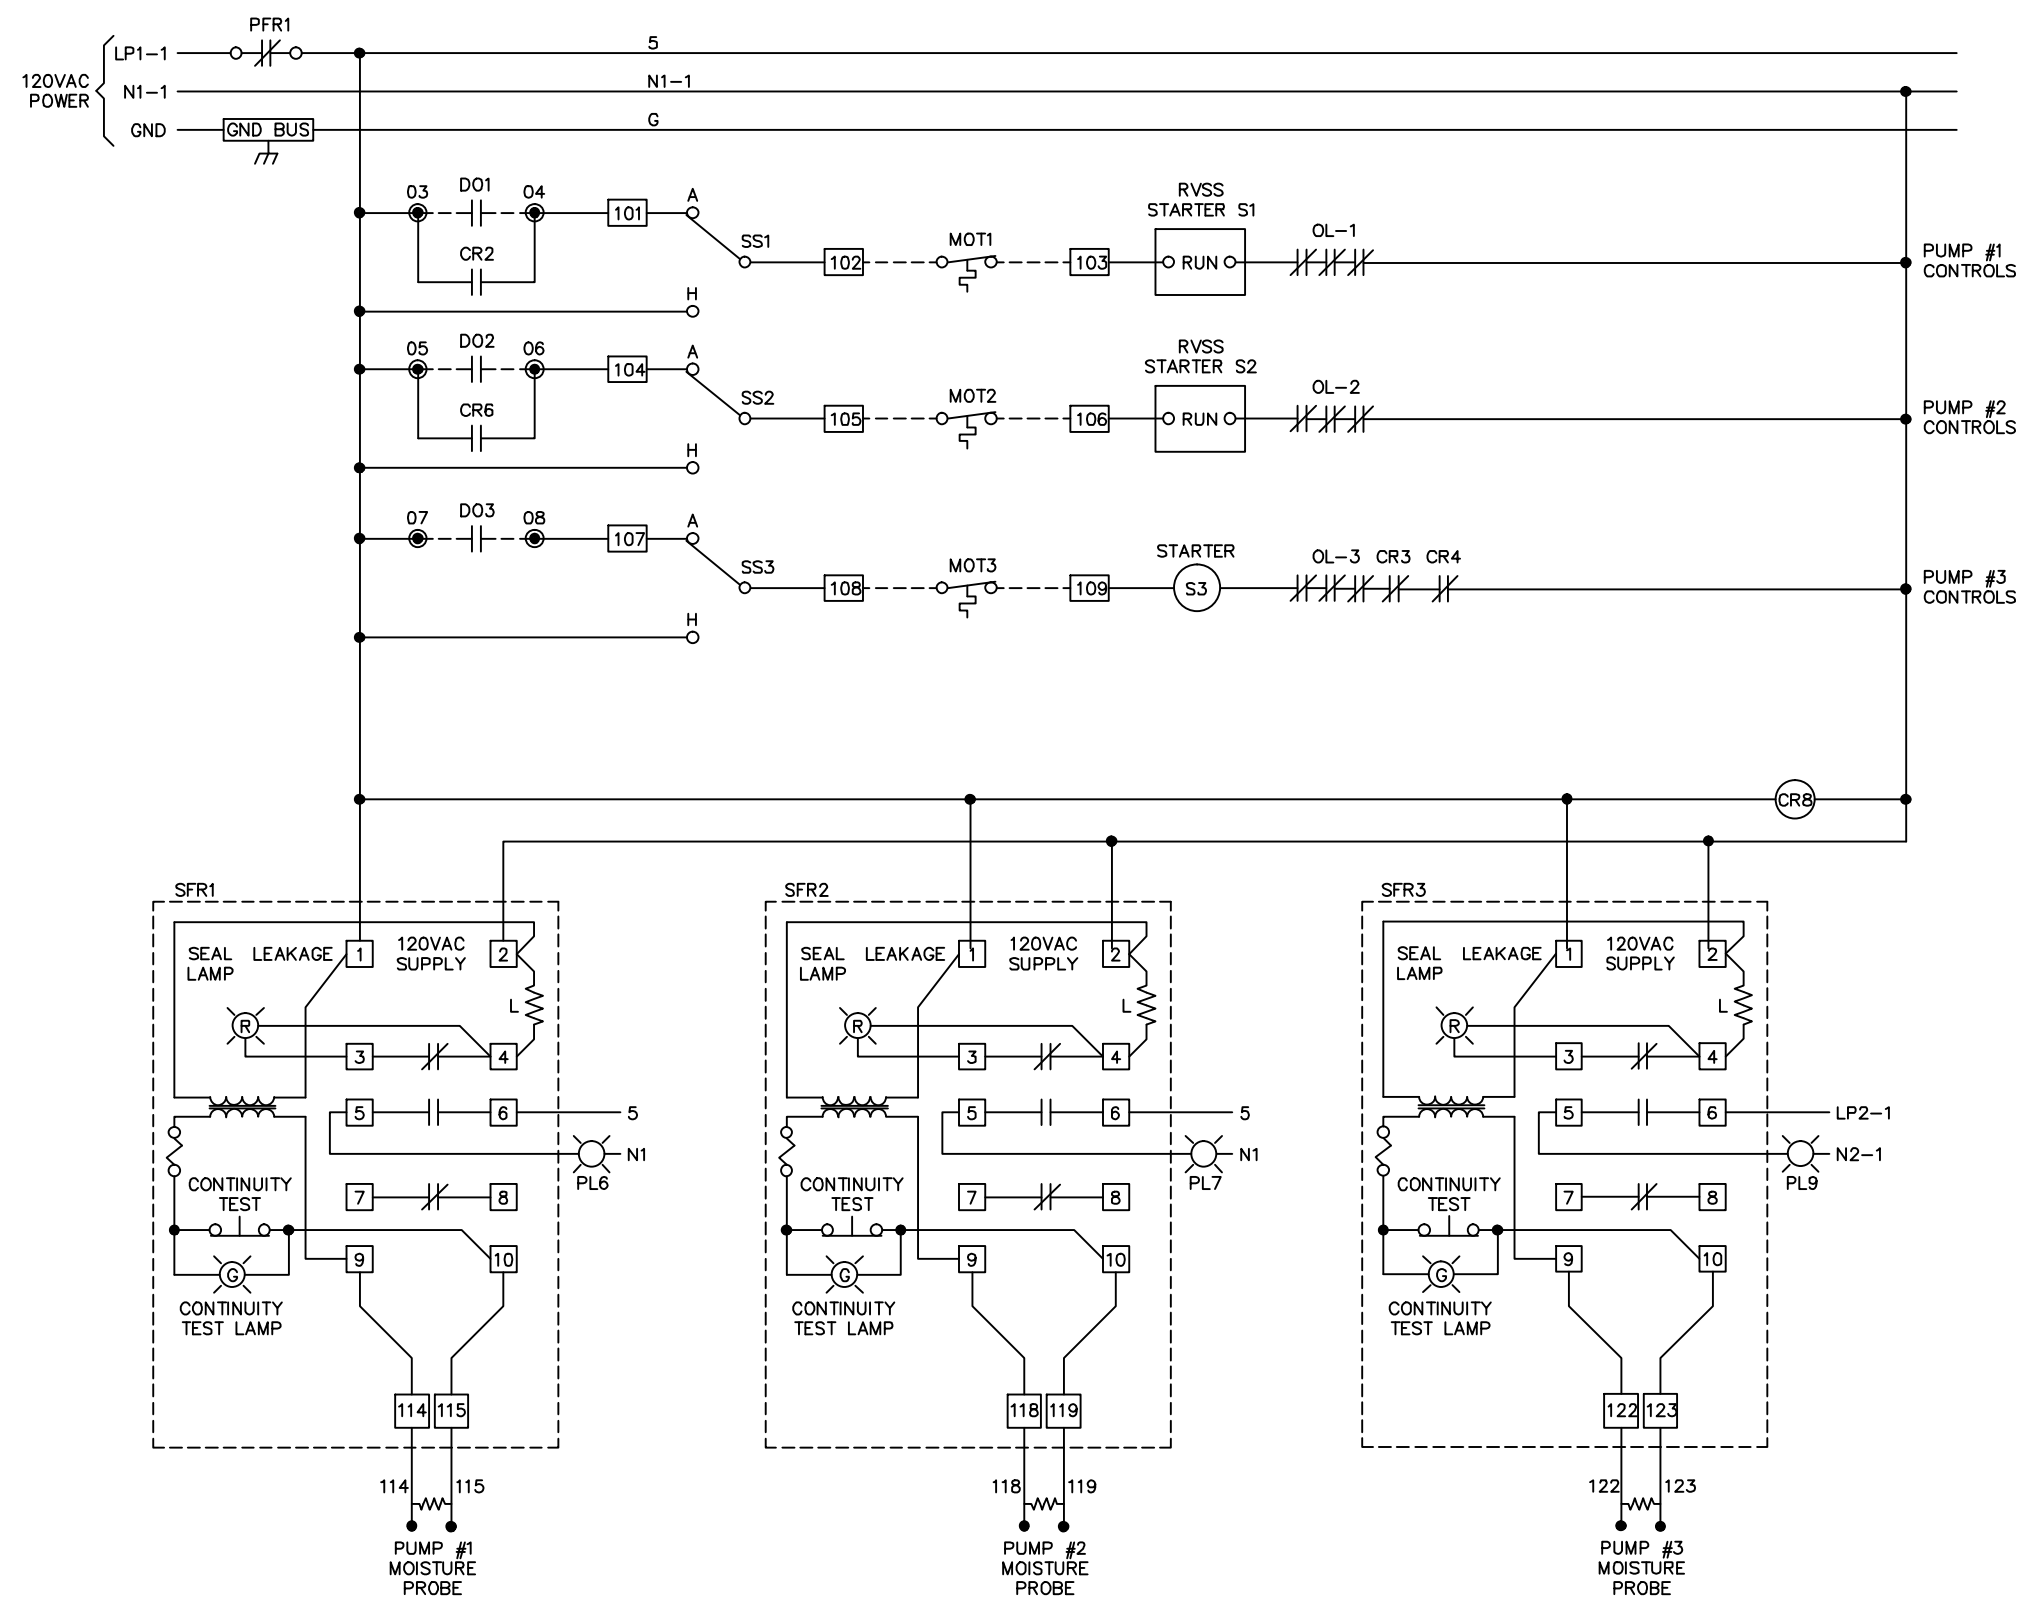 PFR1
LP1-1
5
120VAC
POWER
N1-1
N1-1
GND
GND BUS
G
03
DO1
04
101
A
CR2
SS1
102
MOT1
103
RVSS
STARTER S1
RUN
OL-1
PUMP #1
CONTROLS
H
05
DO2
06
104
A
CR6
SS2
105
MOT2
106
RVSS
STARTER S2
RUN
OL-2
PUMP #2
CONTROLS
H
07
DO3
08
107
A
SS3
108
MOT3
109
STARTER
S3
OL-3
CR3
CR4
PUMP #3
CONTROLS
H
CR8
SFR1
SEAL LEAKAGE
LAMP
1
120VAC
SUPPLY
2
L
R
3
4
5
6
5
N1
PL6
CONTINUITY
TEST
7
8
9
10
G
CONTINUITY
TEST LAMP
114
115
114
115
PUMP #1
MOISTURE
PROBE
SFR2
SEAL LEAKAGE
LAMP
1
120VAC
SUPPLY
2
L
R
3
4
5
6
5
N1
PL7
CONTINUITY
TEST
7
8
9
10
G
CONTINUITY
TEST LAMP
118
119
118
119
PUMP #2
MOISTURE
PROBE
SFR3
SEAL LEAKAGE
LAMP
1
120VAC
SUPPLY
2
L
R
3
4
5
6
LP2-1
N2-1
PL9
CONTINUITY
TEST
7
8
9
10
G
CONTINUITY
TEST LAMP
122
123
122
123
PUMP #3
MOISTURE
PROBE